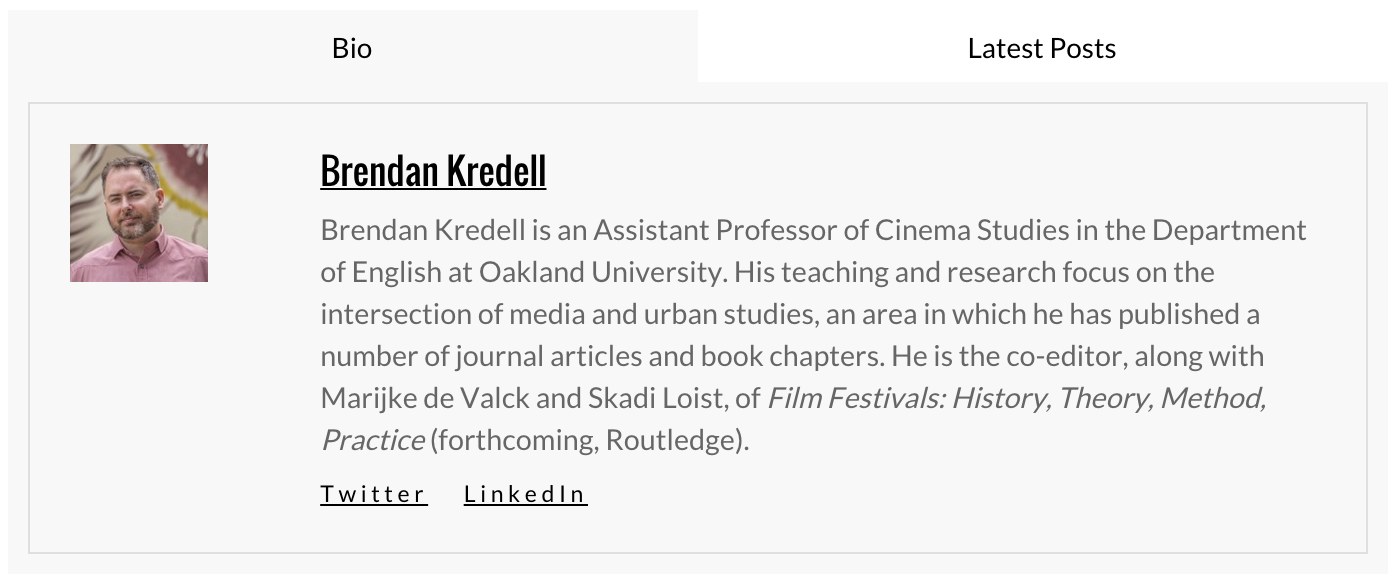 Bio
Latest Posts
Brendan Kredell
Brendan Kredell is an Assistant Professor of Cinema Studies in the Department
of English at Oakland University. His teaching and research focus on the
intersection of media and urban studies, an area in which he has published a
number of journal articles and book chapters. He is the co-editor, along with
Marijke de Valck and Skadi Loist, of Film Festivals: History, Theory, Method,
Practice (forthcoming, Routledge).
Twitter LinkedIn